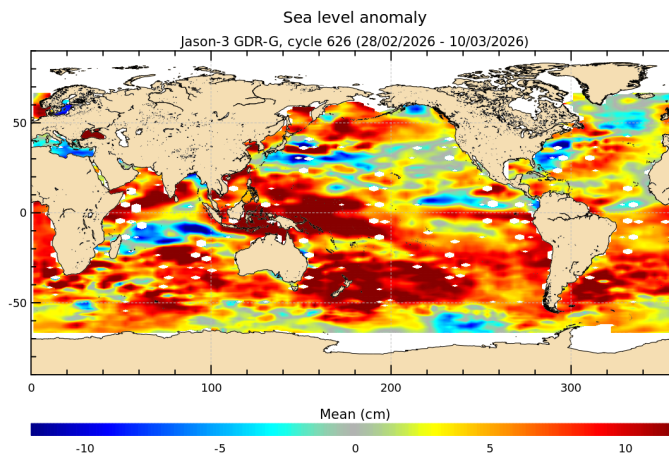 Sea level anomaly
Jason-3 GDR-G, cycle 626 (28/02/2026 - 10/03/2026)
50
0
-50
0 100 200 300
Mean (cm)
-10 -5 0 5 10